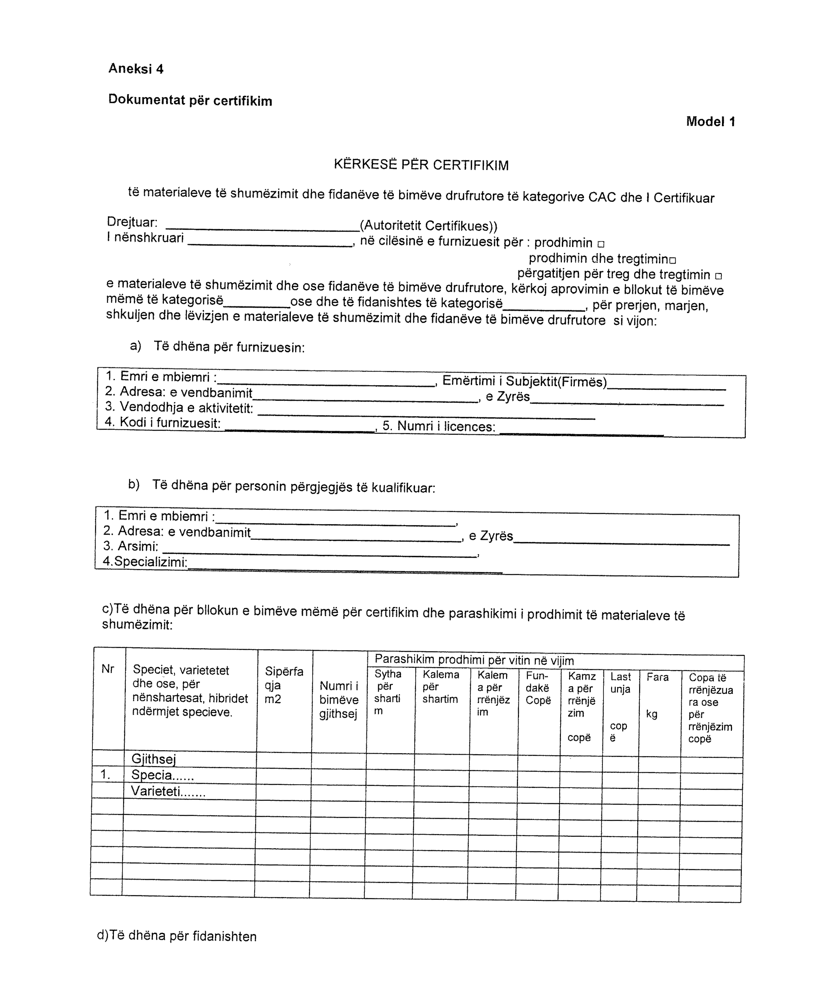 Aneksi 4
Dokumentat për certifikim
Model 1
KËRKESË PËR CERTIFIKIM
të materialeve të shumëzimit dhe fidanëve të bimëve drufrutore të kategorive CAC dhe I Certifikuar
Drejtuar: ____________________(Autoritetit Certifikues))
I nënshkruari ____________________, në cilësinë e furnizuesit për : prodhimin □
prodhimin dhe tregtimin□
përgatitjen për treg dhe tregtimin □
e materialeve të shumëzimit dhe ose fidanëve të bimëve drufrutore, kërkoj aprovimin e bllokut të bimëve
mëmë të kategorisë__________ose dhe të fidanishtes të kategorisë____________, për prerjen, marjen,
shkuljen dhe lëvizjen e materialeve të shumëzimit dhe fidanëve të bimëve drufrutore si vijon:
a) Të dhëna për furnizuesin:
1. Emri e mbiemri :____________________, Emërtimi i Subjektit(Firmës)____________________
2. Adresa: e vendbanimit____________________, e Zyrës____________________
3. Vendodhja e aktivitetit: ____________________
4. Kodi i furnizuesit: ____________________, 5. Numri i licences: ____________________
b) Të dhëna për personin përgjegjës të kualifikuar:
1. Emri e mbiemri :____________________,
2. Adresa: e vendbanimit____________________, e Zyrës____________________
3. Arsimi: ____________________,
4.Specializimi:____________________
c)Të dhëna për bllokun e bimëve mëmë për certifikim dhe parashikimi i prodhimit të materialeve të
shumëzimit:
Nr
Speciet, varietetet
dhe ose, për
nënshartesat, hibridet
ndërmjet specieve.
Sipërfa
qja
m2
Numri i
bimëve
gjithsej
Parashikim prodhimi për vitin në vijim
Sytha
për
sharti
m
Kalema
për
shartim
Kalem
a për
rrënjëz
im
Fun-
dakë
Copë
Kamz
a për
rrënjë
zim
copë
Last
unja
cop
ë
Fara
kg
Copa të
rrënjëzua
ra ose
për
rrënjëzim
copë
Gjithsej
1. Specia......
Varieteti.......
d)Të dhëna për fidanishten